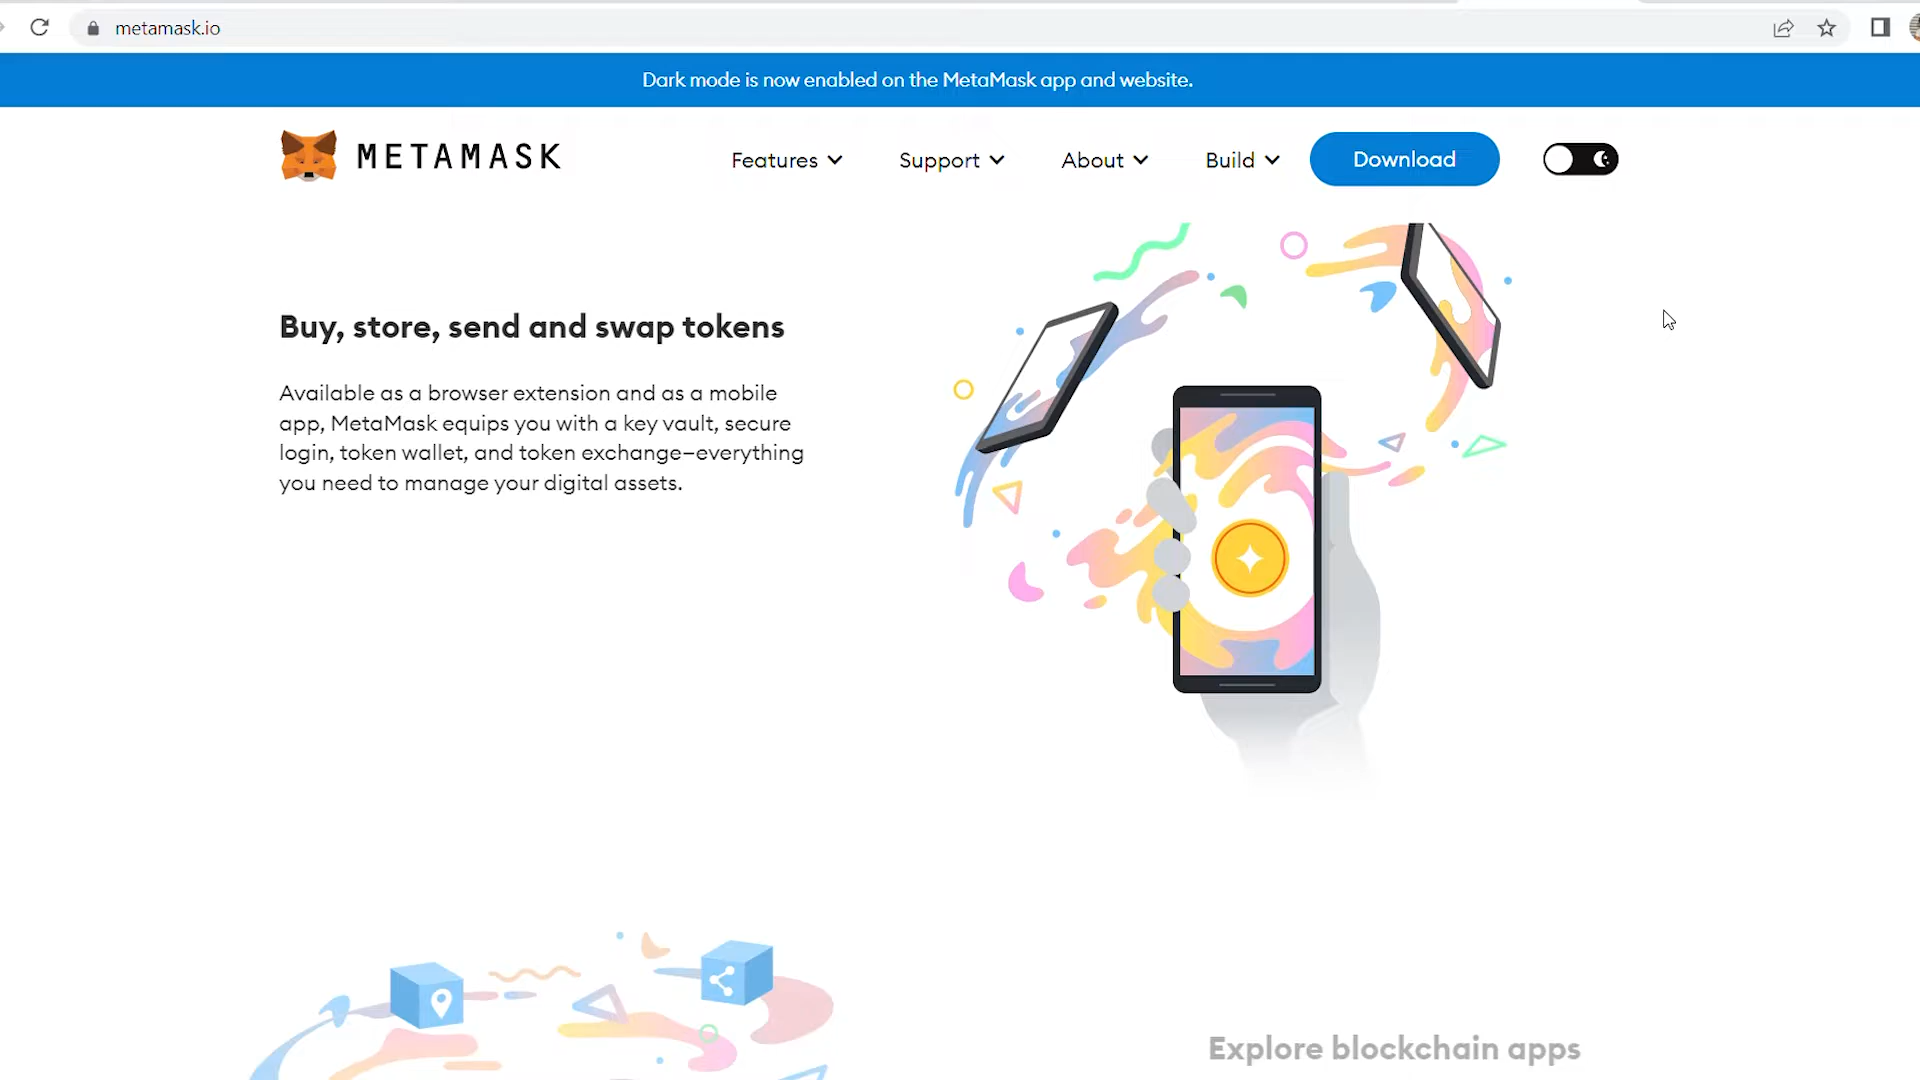 metamask.io
Dark mode is now enabled on the MetaMask app and website.
METAMASK
Features
Support
About
Build
Download
Buy, store, send and swap tokens
Available as a browser extension and as a mobile
app, MetaMask equips you with a key vault, secure
login, token wallet, and token exchange—everything
you need to manage your digital assets.
Explore blockchain apps